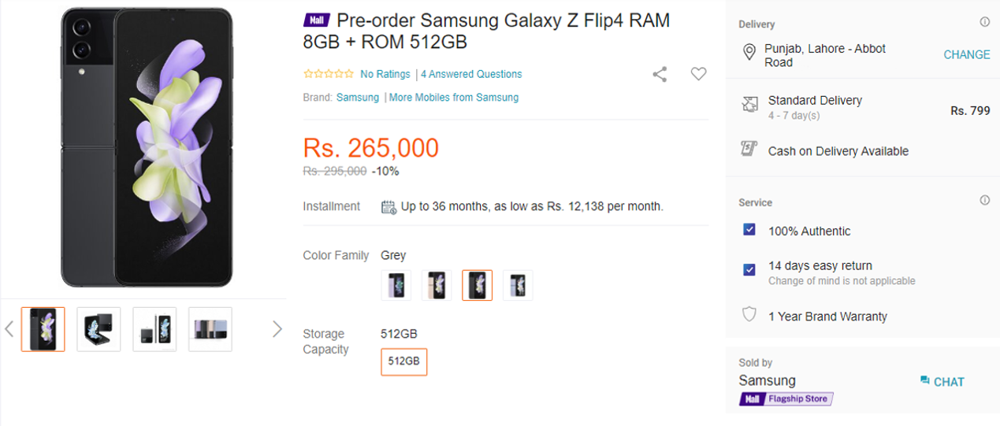 Mall Pre-order Samsung Galaxy Z Flip4 RAM
8GB + ROM 512GB
No Ratings | 4 Answered Questions
Brand: Samsung | More Mobiles from Samsung
Rs. 265,000
Rs. 295,000 -10%
Installment Up to 36 months, as low as Rs. 12,138 per month.
Color Family Grey
Storage
Capacity
512GB
512GB
Delivery
Punjab, Lahore - Abbot
Road
CHANGE
Standard Delivery
4 - 7 day(s)
Rs. 799
Cash on Delivery Available
Service
100% Authentic
14 days easy return
Change of mind is not applicable
1 Year Brand Warranty
Sold by
Samsung
CHAT
Mall Flagship Store